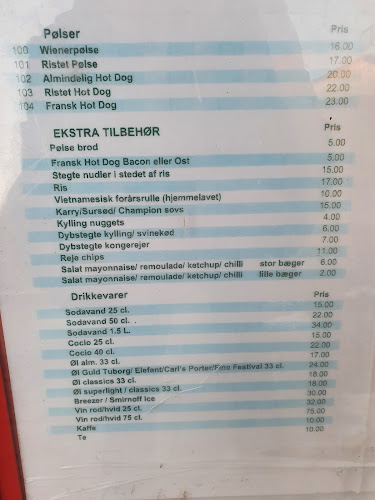 Pølser Pris
100 Wienerpølse 16.00
101 Ristet Pølse 17.00
102 Almindelig Hot Dog 20.00
103 Ristet Hot Dog 22.00
104 Fransk Hot Dog 23.00
EKSTRA TILBEHØR Pris
Pølse brod 5.00
Fransk Hot Dog Bacon eller Ost 5.00
Stegte nudler i stedet af ris 15.00
Ris 17.00
Vietnamesisk forårsrulle (hjemmelavet) 10.00
Karry/Sursød/ Champion sovs 15.00
Kylling nuggets 4.00
Dybstegte kylling/ svinekød 6.00
Dybstegte kongerejer 7.00
Reje chips 11.00
Salat mayonnaise/ remoulade/ ketchup/ chilli stor bæger 6.00
Salat mayonnaise/ remoulade/ ketchup/ chilli lille bæger 2.00
Drikkevarer Pris
Sodavand 25 cl. 15.00
Sodavand 50 cl. . 22.00
Sodavand 1.5 L. 34.00
Cocio 25 cl. 15.00
Cocio 40 cl. 22.00
Øl alm. 33 cl. 17.00
Øl Guld Tuborg/ Elefant/Carl's Porter/Fine Festival 33 cl. 24.00
Øl classics 33 cl. 18.00
Øl superlight / classics 33 cl. 18.00
Breezer / Smirnoff Ice 30.00
Vin rod/hvid 25 cl. 32.00
Vin rod/hvid 75 cl. 75.00
Kaffe 10.00
Te 10.00